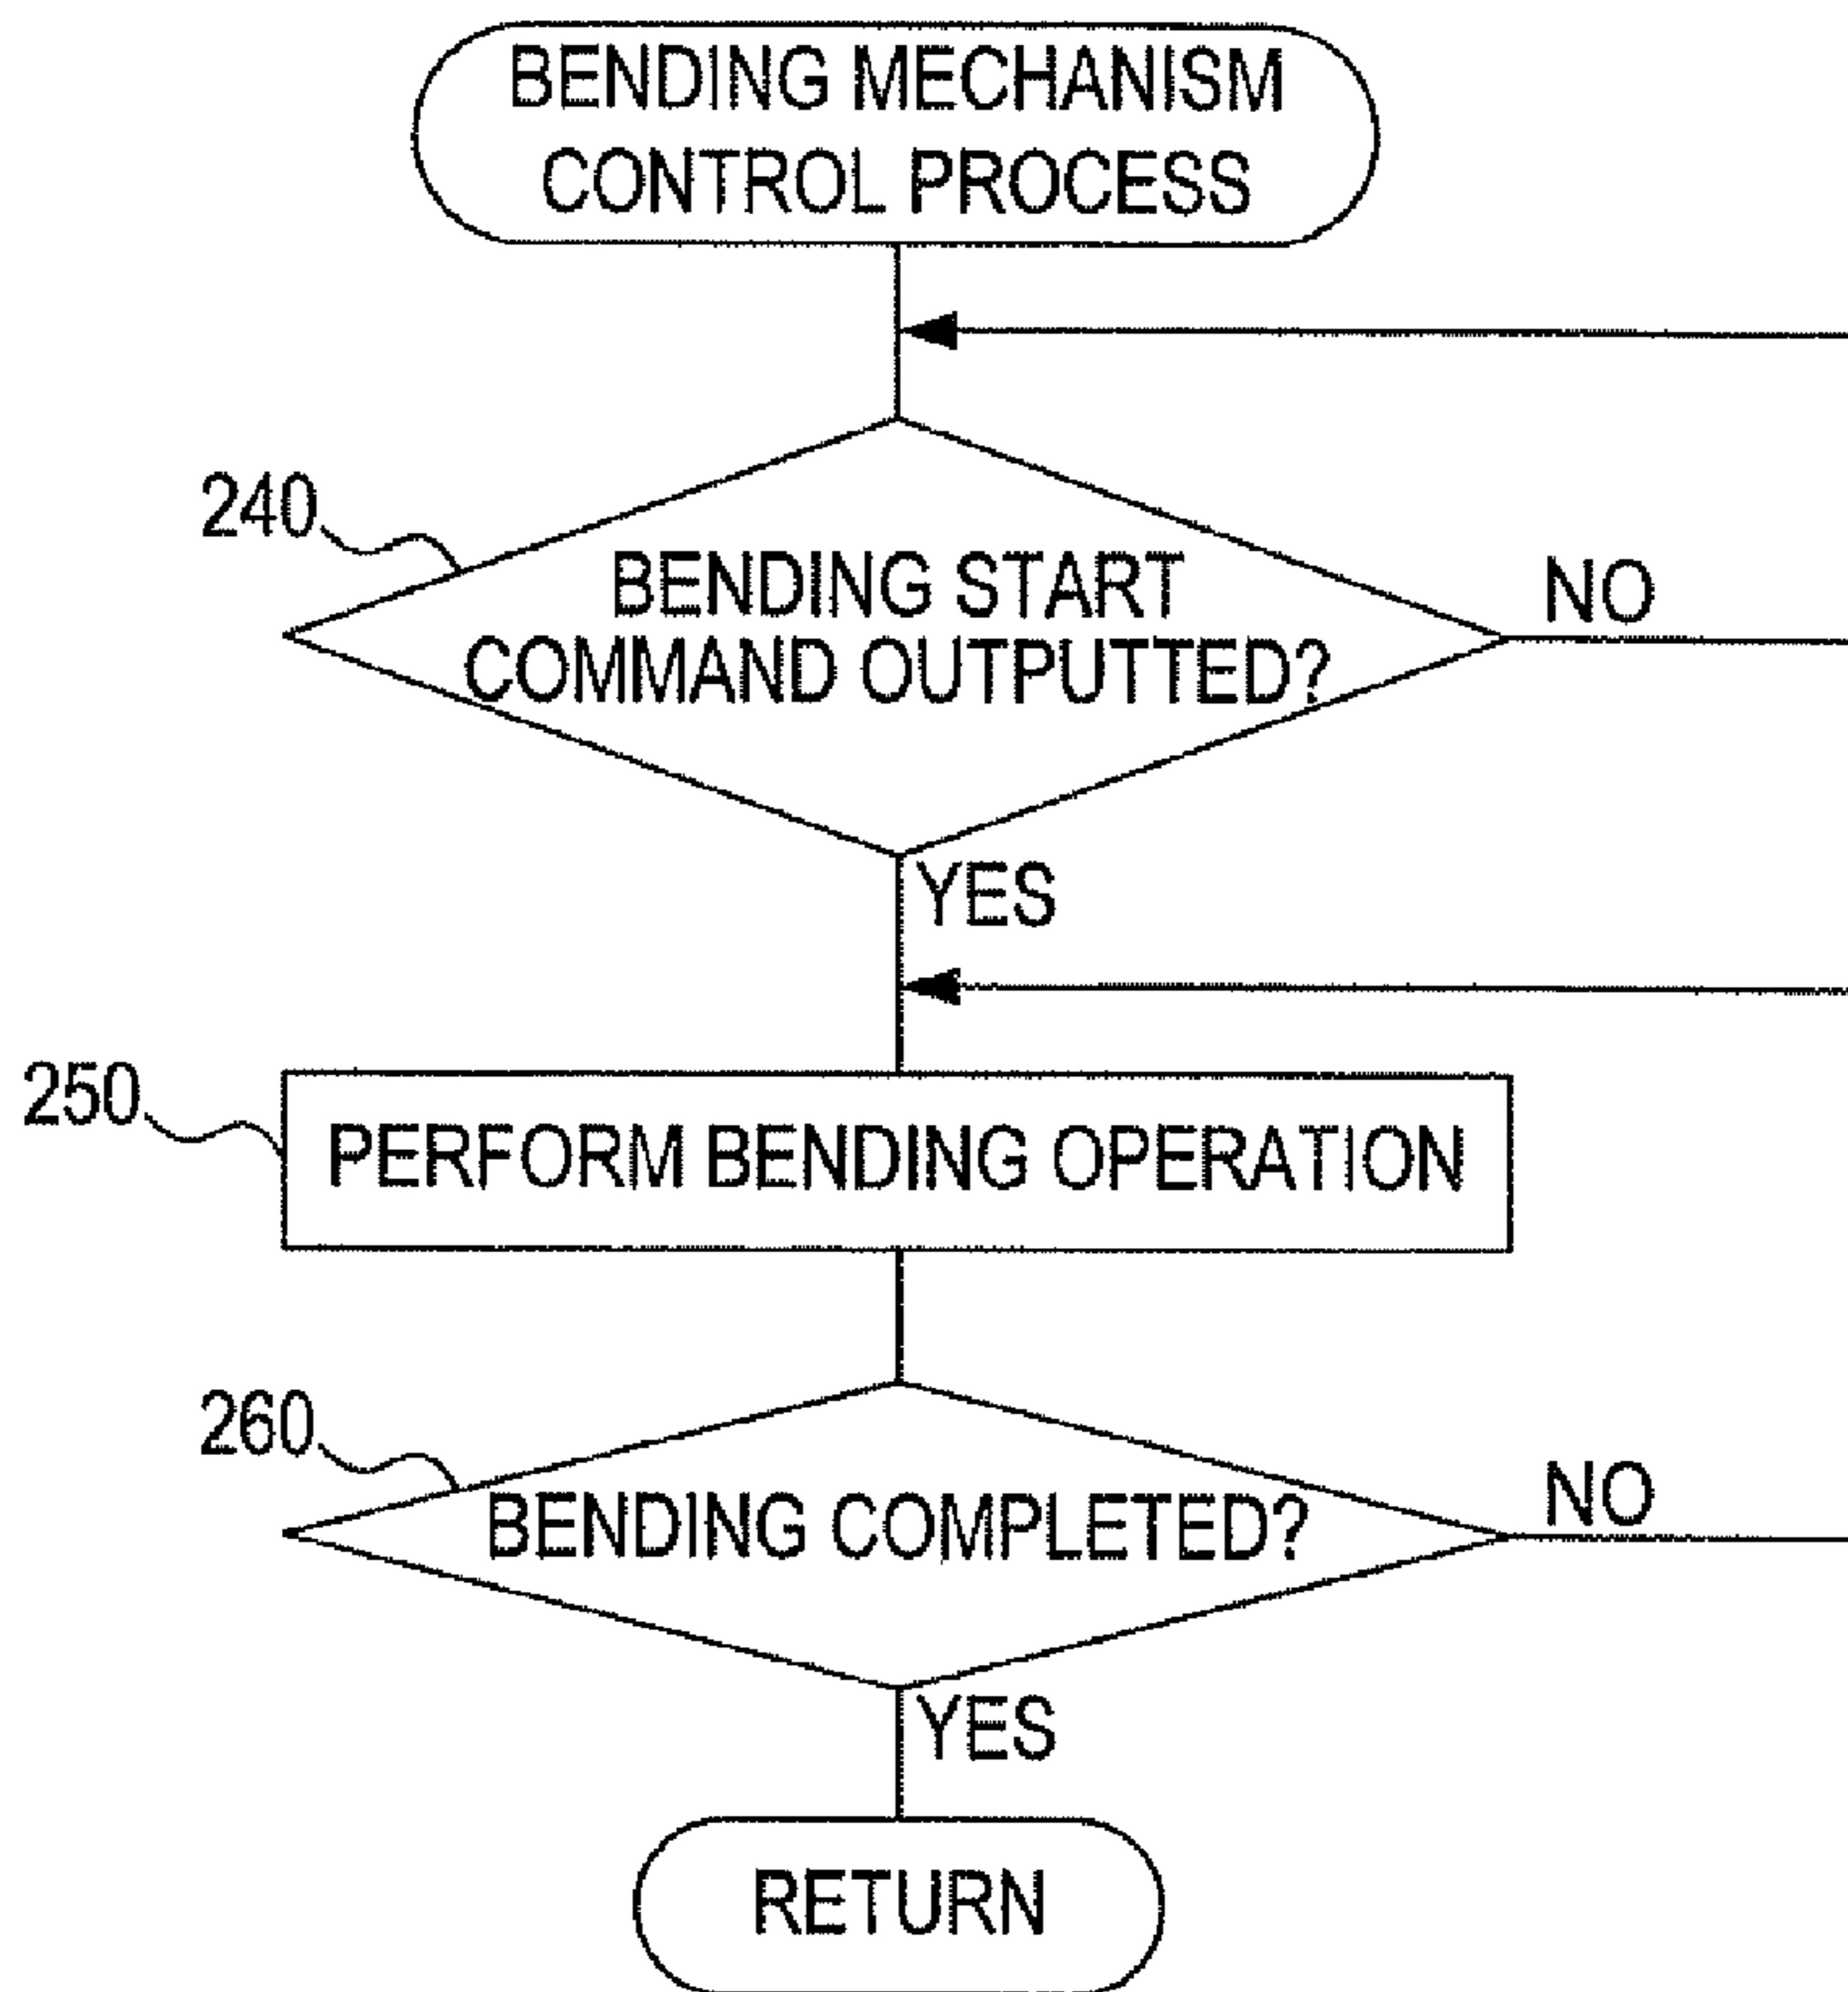 BENDING MECHANISM
CONTROL PROCESS
240
BENDING START
COMMAND OUTPUTTED?
NO
YES
250
PERFORM BENDING OPERATION
260
BENDING COMPLETED?
NO
YES
RETURN